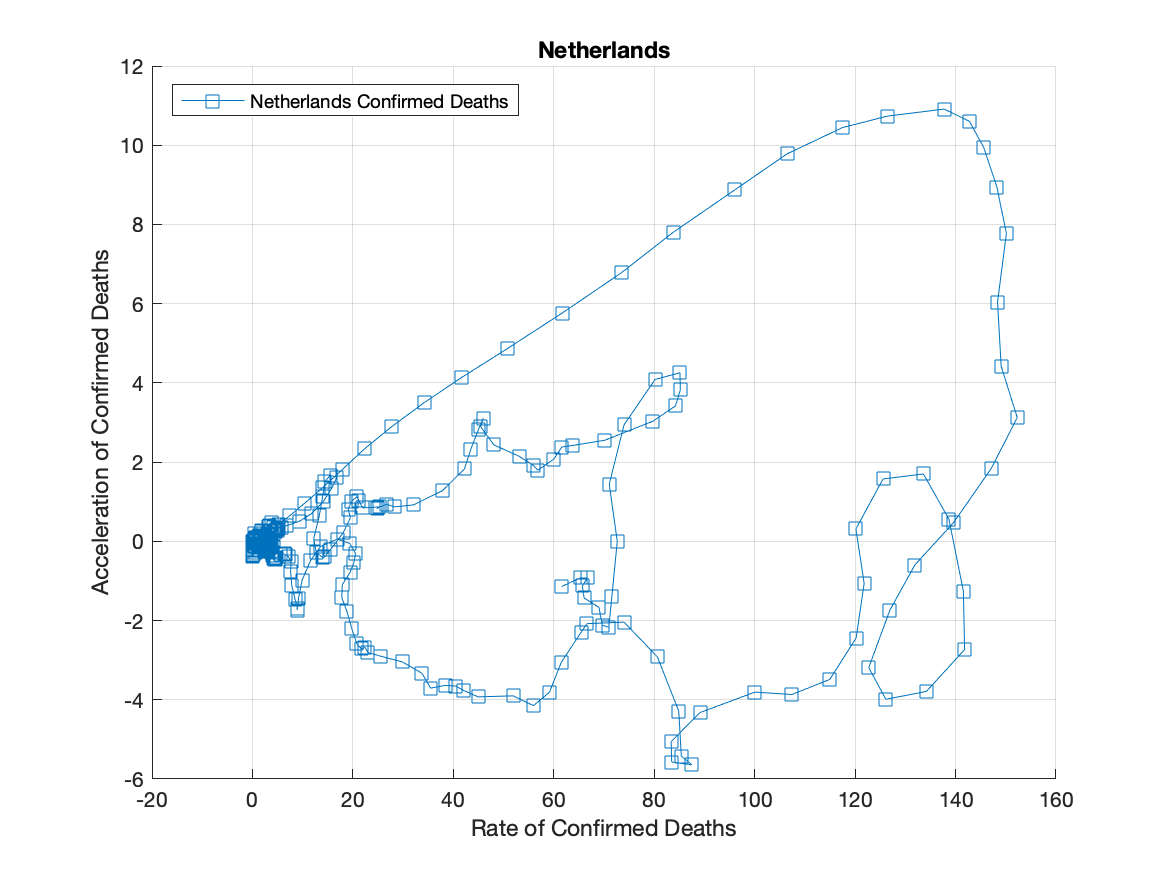 Netherlands
12
Netherlands Confirmed Deaths
10
8
6
4
2
0
-2
-4
-6
Acceleration of Confirmed Deaths
-20 0 20 40 60 80 100 120 140 160
Rate of Confirmed Deaths